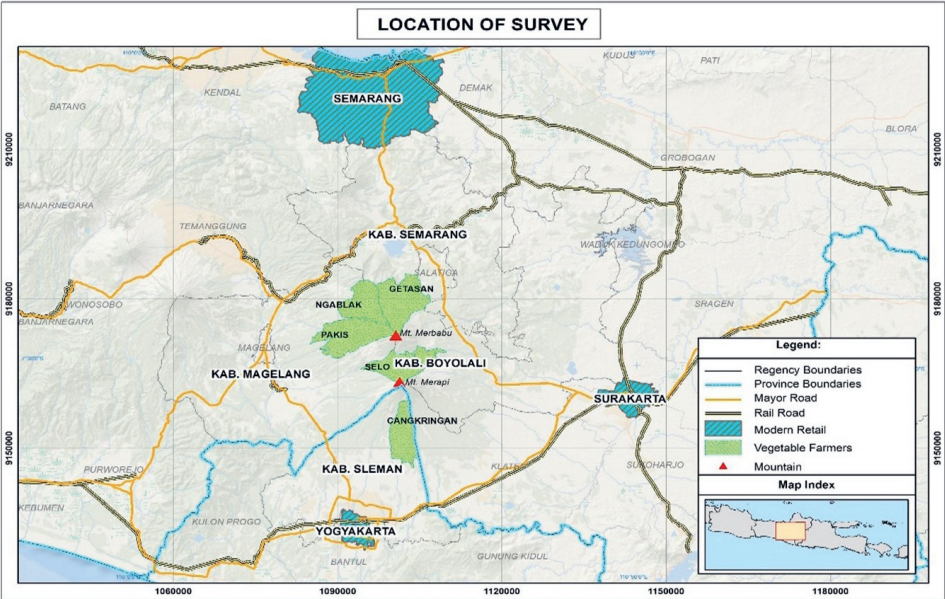 LOCATION OF SURVEY
KUDUS
PATI
SEMARANG
KENDAL
DEMAK
BATANG
BLORA
9210000
9210000
GROBOGAN
BANJARNEGARA
TEMANGGUNG
KAB. SEMARANG
SALATIGA
GETASAN
NGABLAK
WONOSOBO
SRAGEN
9180000
9180000
BANJARNEGARA
PAKIS
Mt. Merbabu
MAGELANG
SELO
KAB. BOYOLALI
KAB. MAGELANG
Mt. Merapi
SURAKARTA
CANGKRINGAN
9150000
9150000
PURWOREJO
KAB. SLEMAN
KLATEN
SUKOHARJO
KEBUMEN
KULON PROGO
YOGYAKARTA
BANTUL
GUNUNG KIDUL
Legend:
Regency Boundaries
Province Boundaries
Mayor Road
Rail Road
Modern Retail
Vegetable Farmers
Mountain
Map Index
1060000
1090000
1120000
1150000
1180000